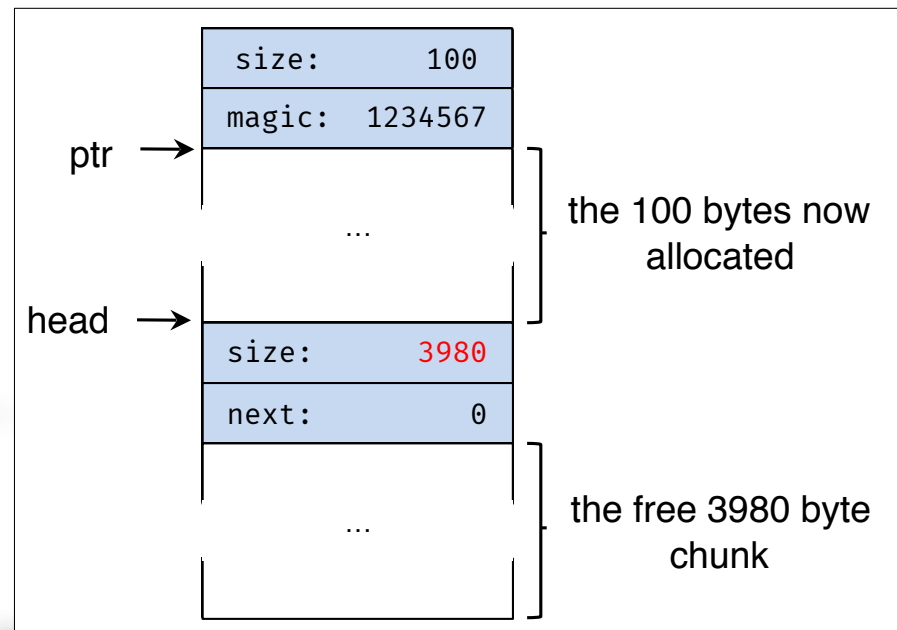 size: 100
magic: 1234567
ptr
the 100 bytes now
allocated
...
head
size: 3980
next: 0
the free 3980 byte
chunk
...